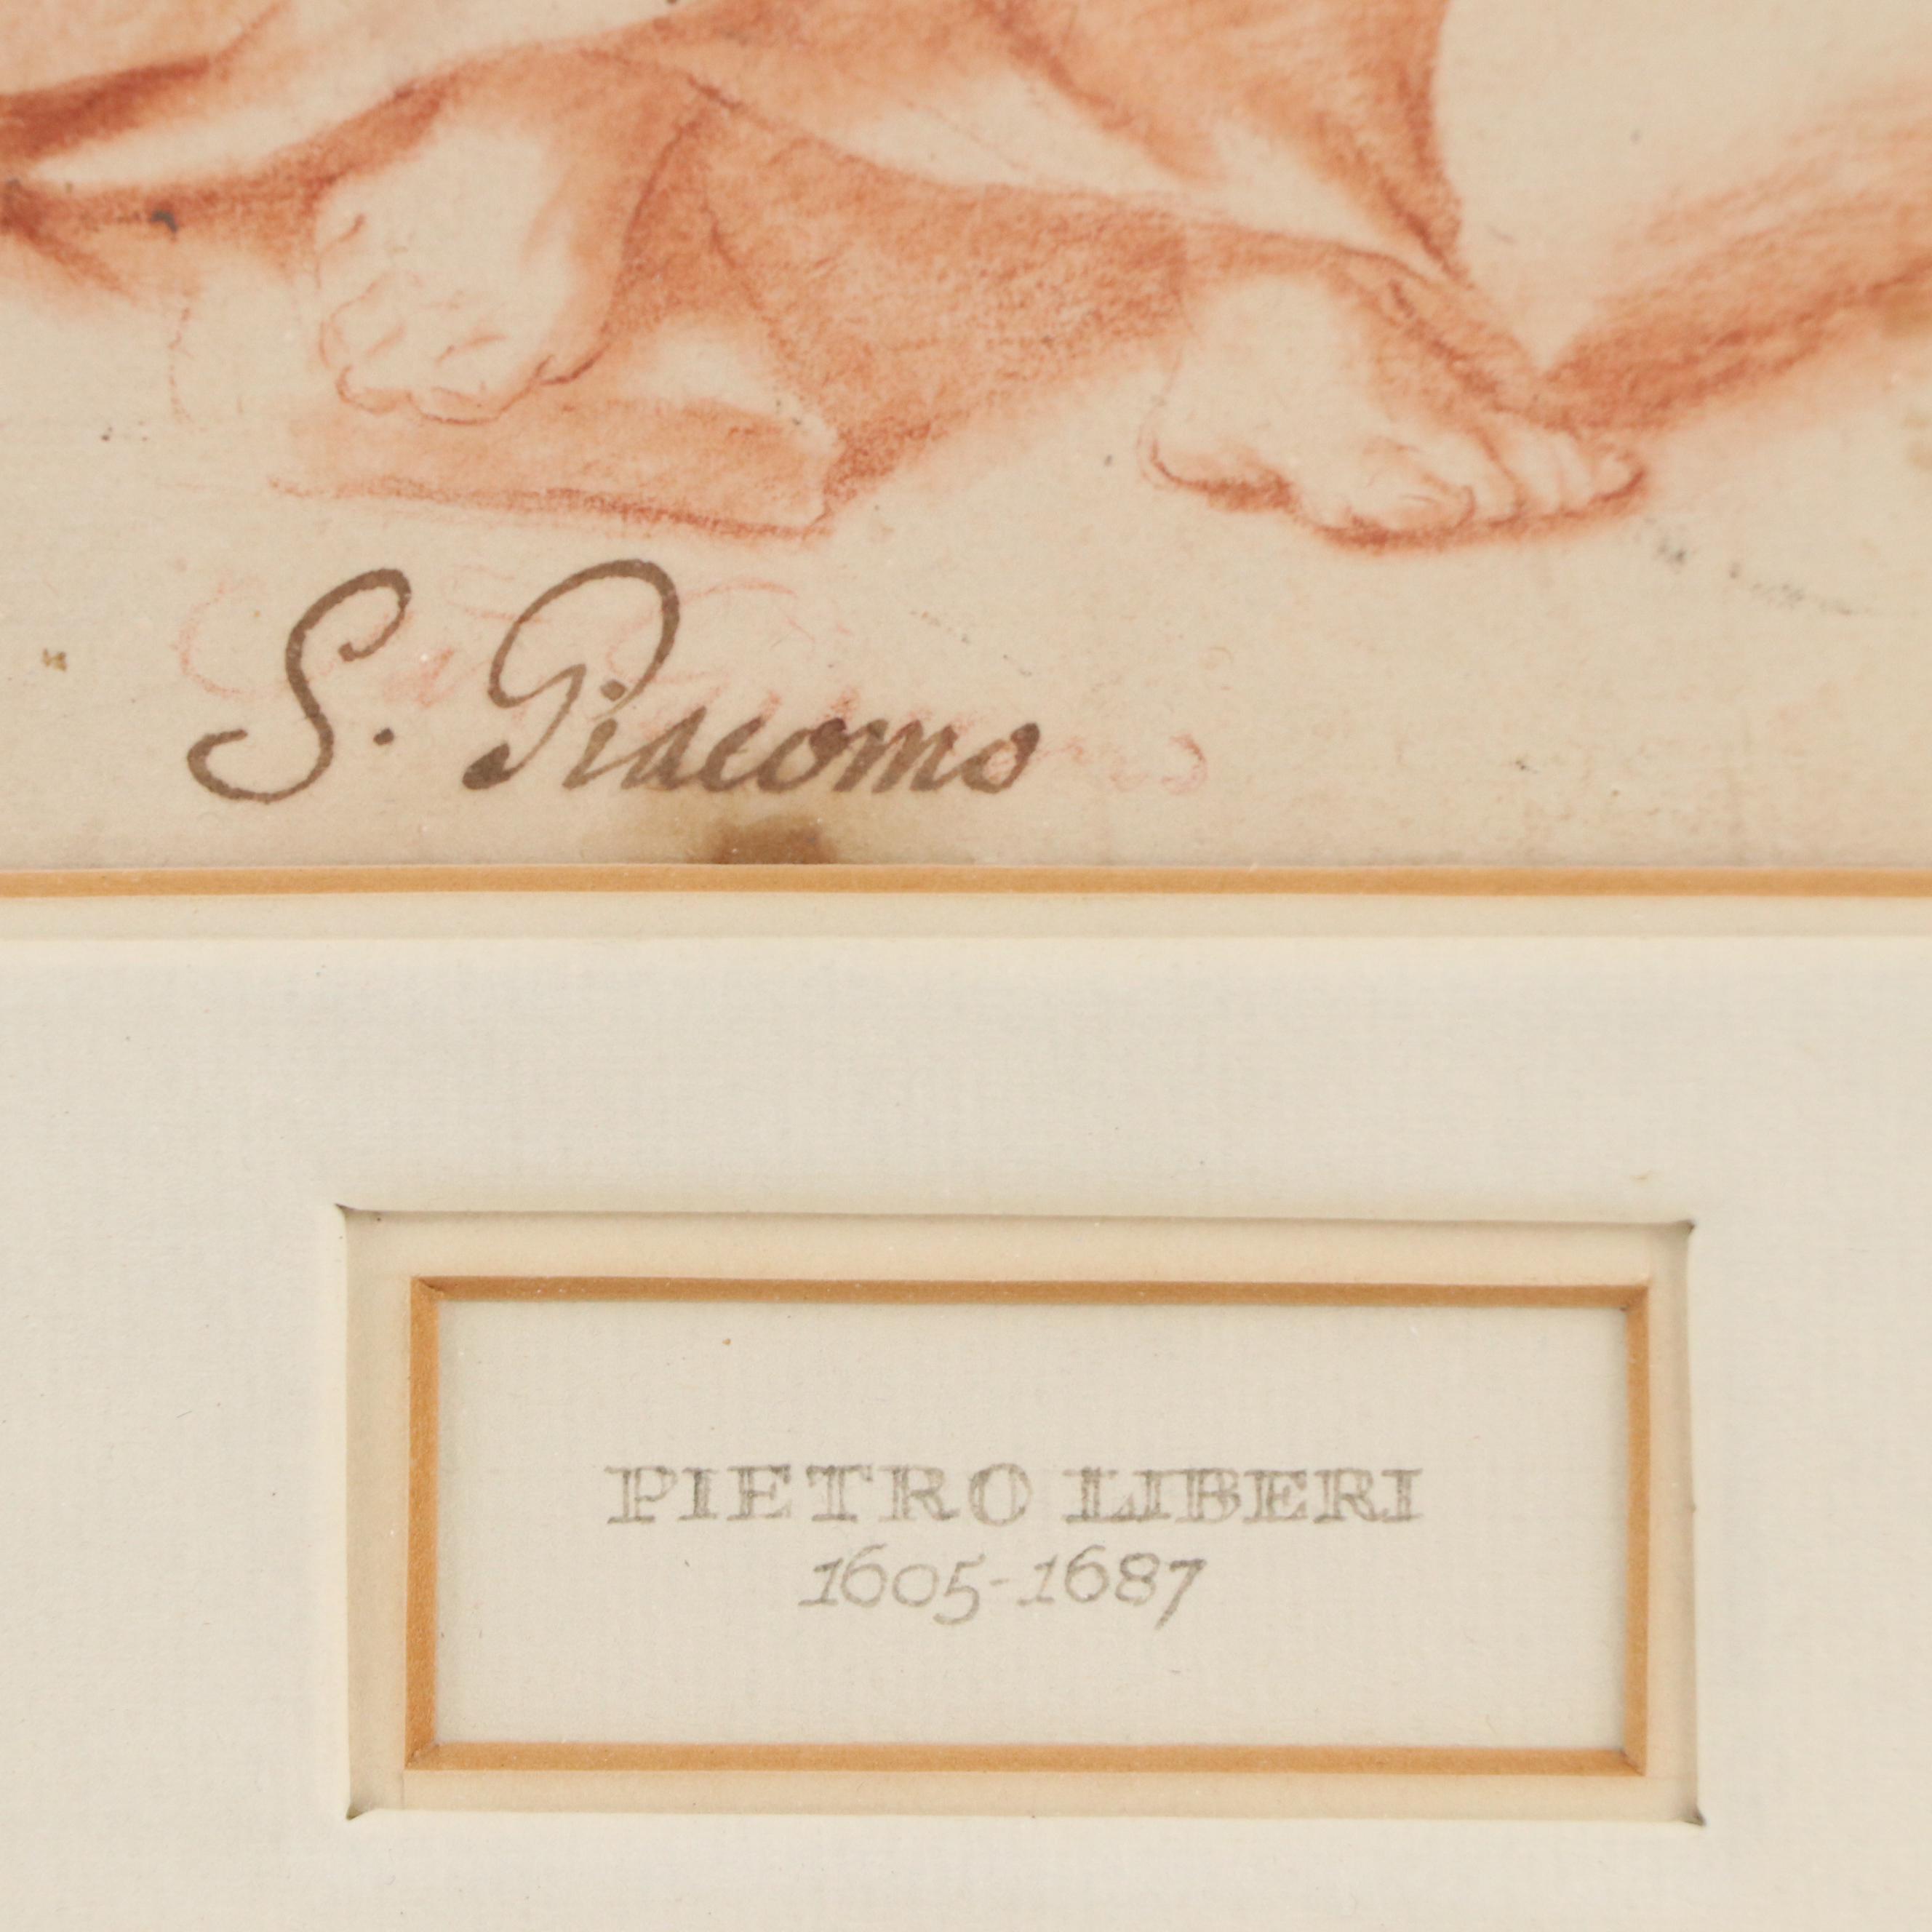 S. Giacomo
PIETRO LIBERI
1605-1687